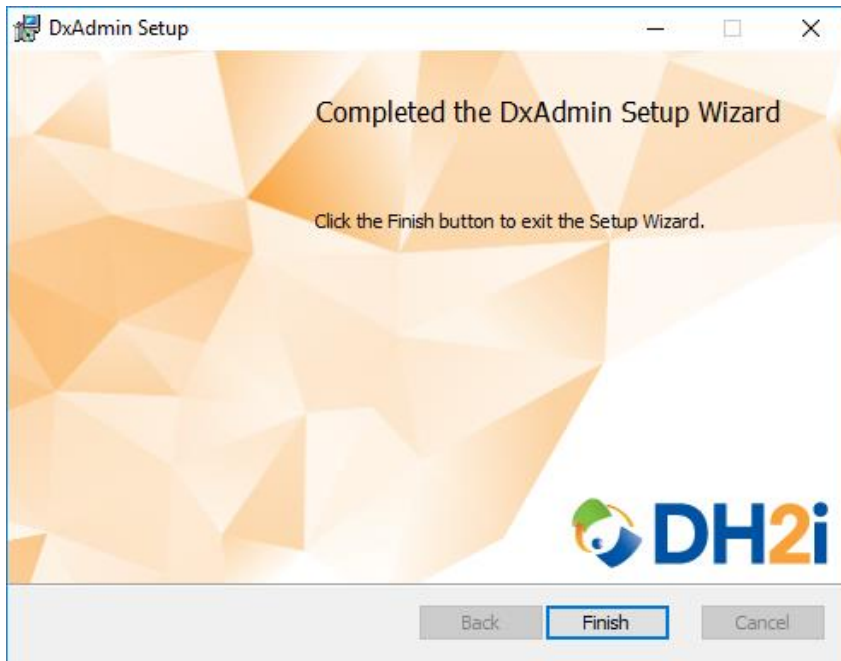 DxAdmin Setup
Completed the DxAdmin Setup Wizard
Click the Finish button to exit the Setup Wizard.
DH2i
Back Finish Cancel